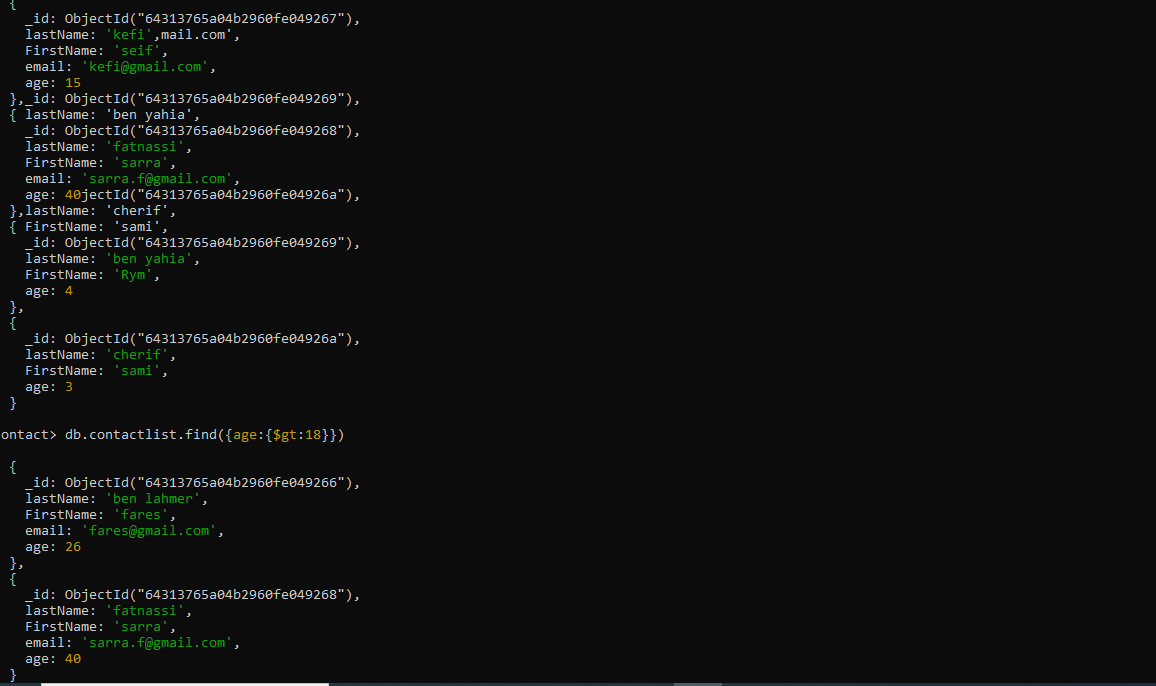 {
_id: ObjectId("64313765a04b2960fe049267"),
lastName: 'kefi',mail.com',
FirstName: 'seif',
email: 'kefi@gmail.com',
age: 15
},_id: ObjectId("64313765a04b2960fe049269"),
{ lastName: 'ben yahia',
_id: ObjectId("64313765a04b2960fe049268"),
lastName: 'fatnassi',
FirstName: 'sarra',
email: 'sarra.f@gmail.com',
age: 40jectId("64313765a04b2960fe04926a"),
},lastName: 'cherif',
{ FirstName: 'sami',
_id: ObjectId("64313765a04b2960fe049269"),
lastName: 'ben yahia',
FirstName: 'Rym',
age: 4
},
{
_id: ObjectId("64313765a04b2960fe04926a"),
lastName: 'cherif',
FirstName: 'sami',
age: 3
}
ontact> db.contactlist.find({age:{$gt:18}})
{
_id: ObjectId("64313765a04b2960fe049266"),
lastName: 'ben lahmer',
FirstName: 'fares',
email: 'fares@gmail.com',
age: 26
},
{
_id: ObjectId("64313765a04b2960fe049268"),
lastName: 'fatnassi',
FirstName: 'sarra',
email: 'sarra.f@gmail.com',
age: 40
}